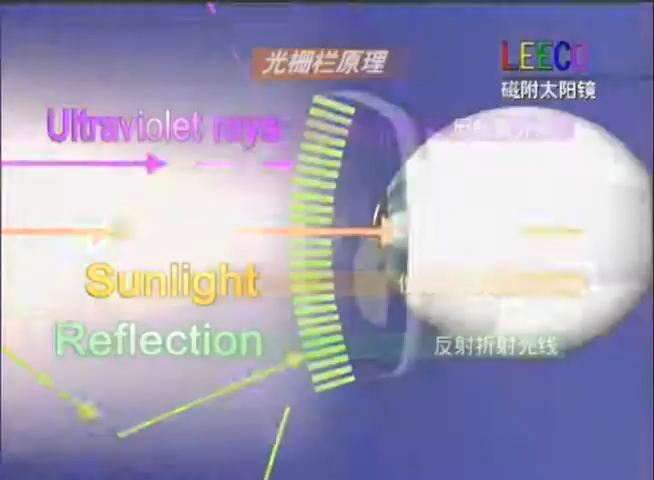 光栅栏原理
LEECO
磁附太阳镜
Ultraviolet rays
Sunlight
Reflection
反射折射光线